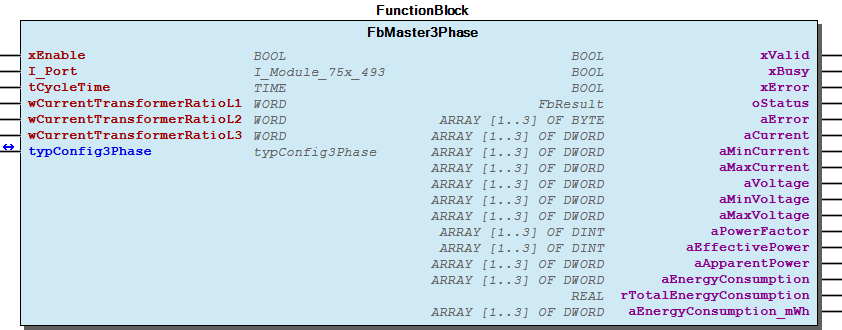 FunctionBlock
FbMaster3Phase
xEnable BOOL BOOL xValid
I_Port I_Module_75x_493 BOOL xBusy
tCycleTime TIME BOOL xError
wCurrentTransformerRatioL1 WORD FbResult oStatus
wCurrentTransformerRatioL2 WORD ARRAY [1..3] OF BYTE aError
wCurrentTransformerRatioL3 WORD ARRAY [1..3] OF DWORD aCurrent
typConfig3Phase typConfig3Phase ARRAY [1..3] OF DWORD aMinCurrent
ARRAY [1..3] OF DWORD aMaxCurrent
ARRAY [1..3] OF DWORD aVoltage
ARRAY [1..3] OF DWORD aMinVoltage
ARRAY [1..3] OF DWORD aMaxVoltage
ARRAY [1..3] OF DINT aPowerFactor
ARRAY [1..3] OF DINT aEffectivePower
ARRAY [1..3] OF DWORD aApparentPower
ARRAY [1..3] OF DWORD aEnergyConsumption
REAL rTotalEnergyConsumption
ARRAY [1..3] OF DWORD aEnergyConsumption_mWh